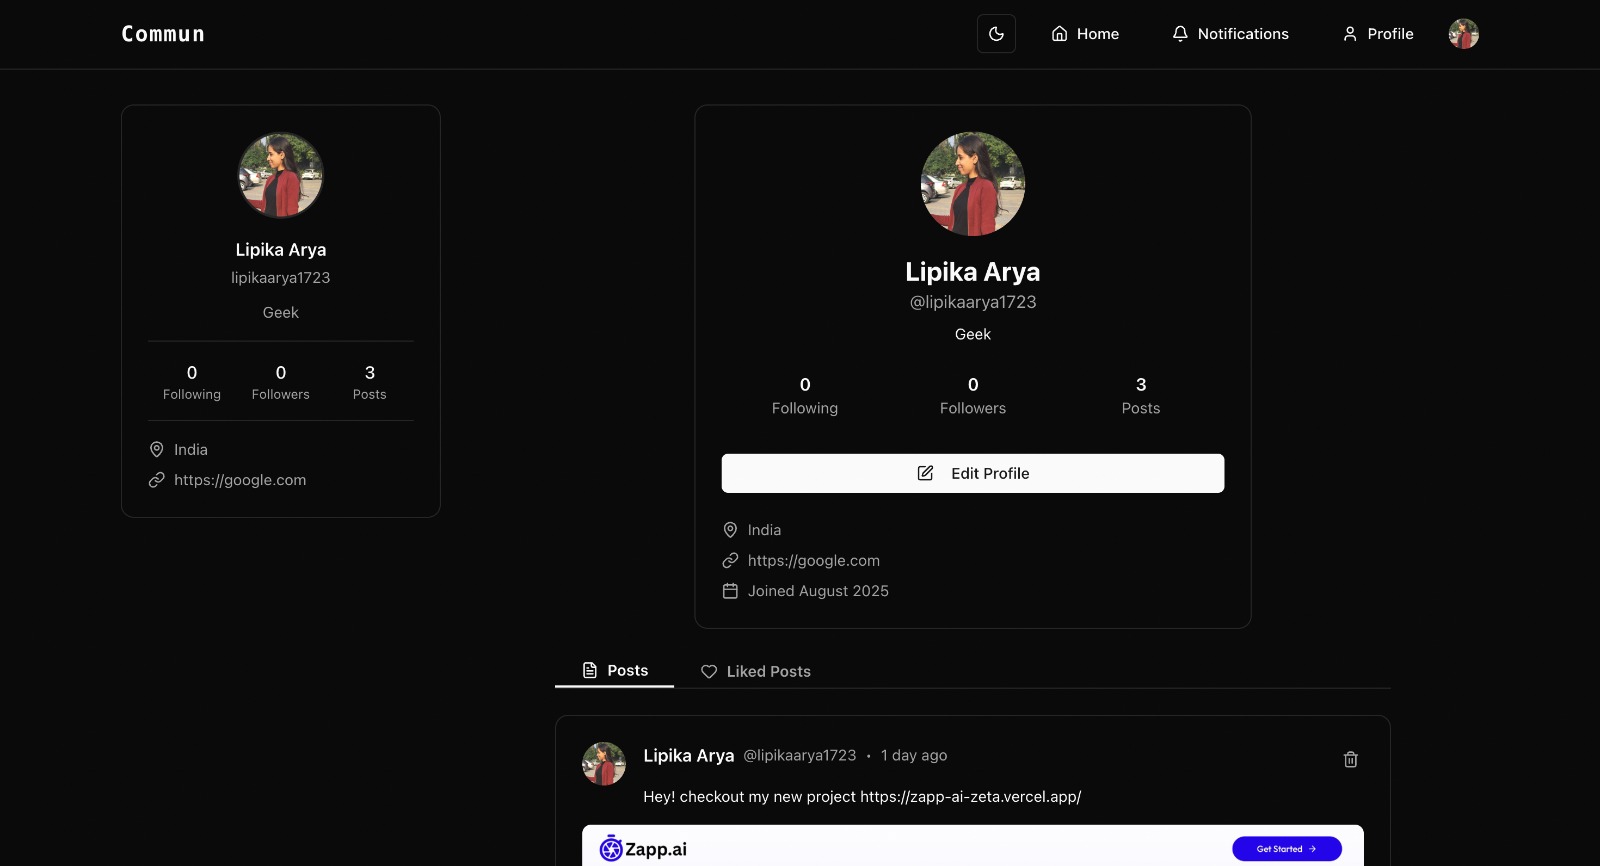 Commun
Home
Notifications
Profile
Lipika Arya
lipikaarya1723
Geek
0 0 3
Following Followers Posts
India
https://google.com
Lipika Arya
@lipikaarya1723
Geek
0 0 3
Following Followers Posts
Edit Profile
India
https://google.com
Joined August 2025
Posts
Liked Posts
Lipika Arya @lipikaarya1723 • 1 day ago
Hey! checkout my new project https://zapp-ai-zeta.vercel.app/
Zapp.ai
Get Started →